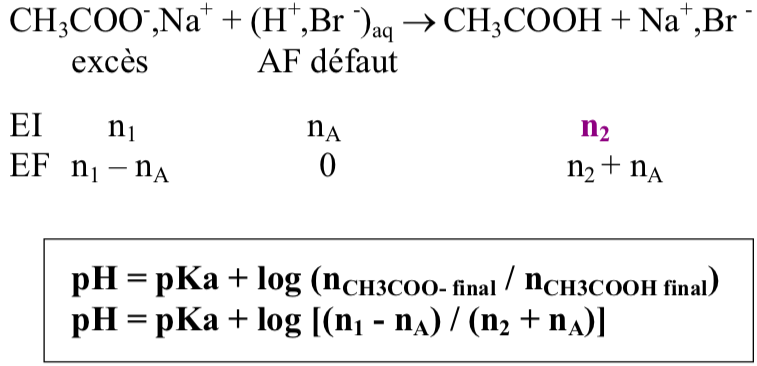 CH₃COO⁻,Na⁺ + (H⁺,Br ⁻)aq → CH₃COOH + Na⁺,Br ⁻
excès AF défaut
EI n₁ nA n₂
EF n₁ – nA 0 n₂ + nA
pH = pKa + log (nCH3COO- final / nCH3COOH final)
pH = pKa + log [(n₁ - nA) / (n₂ + nA)]